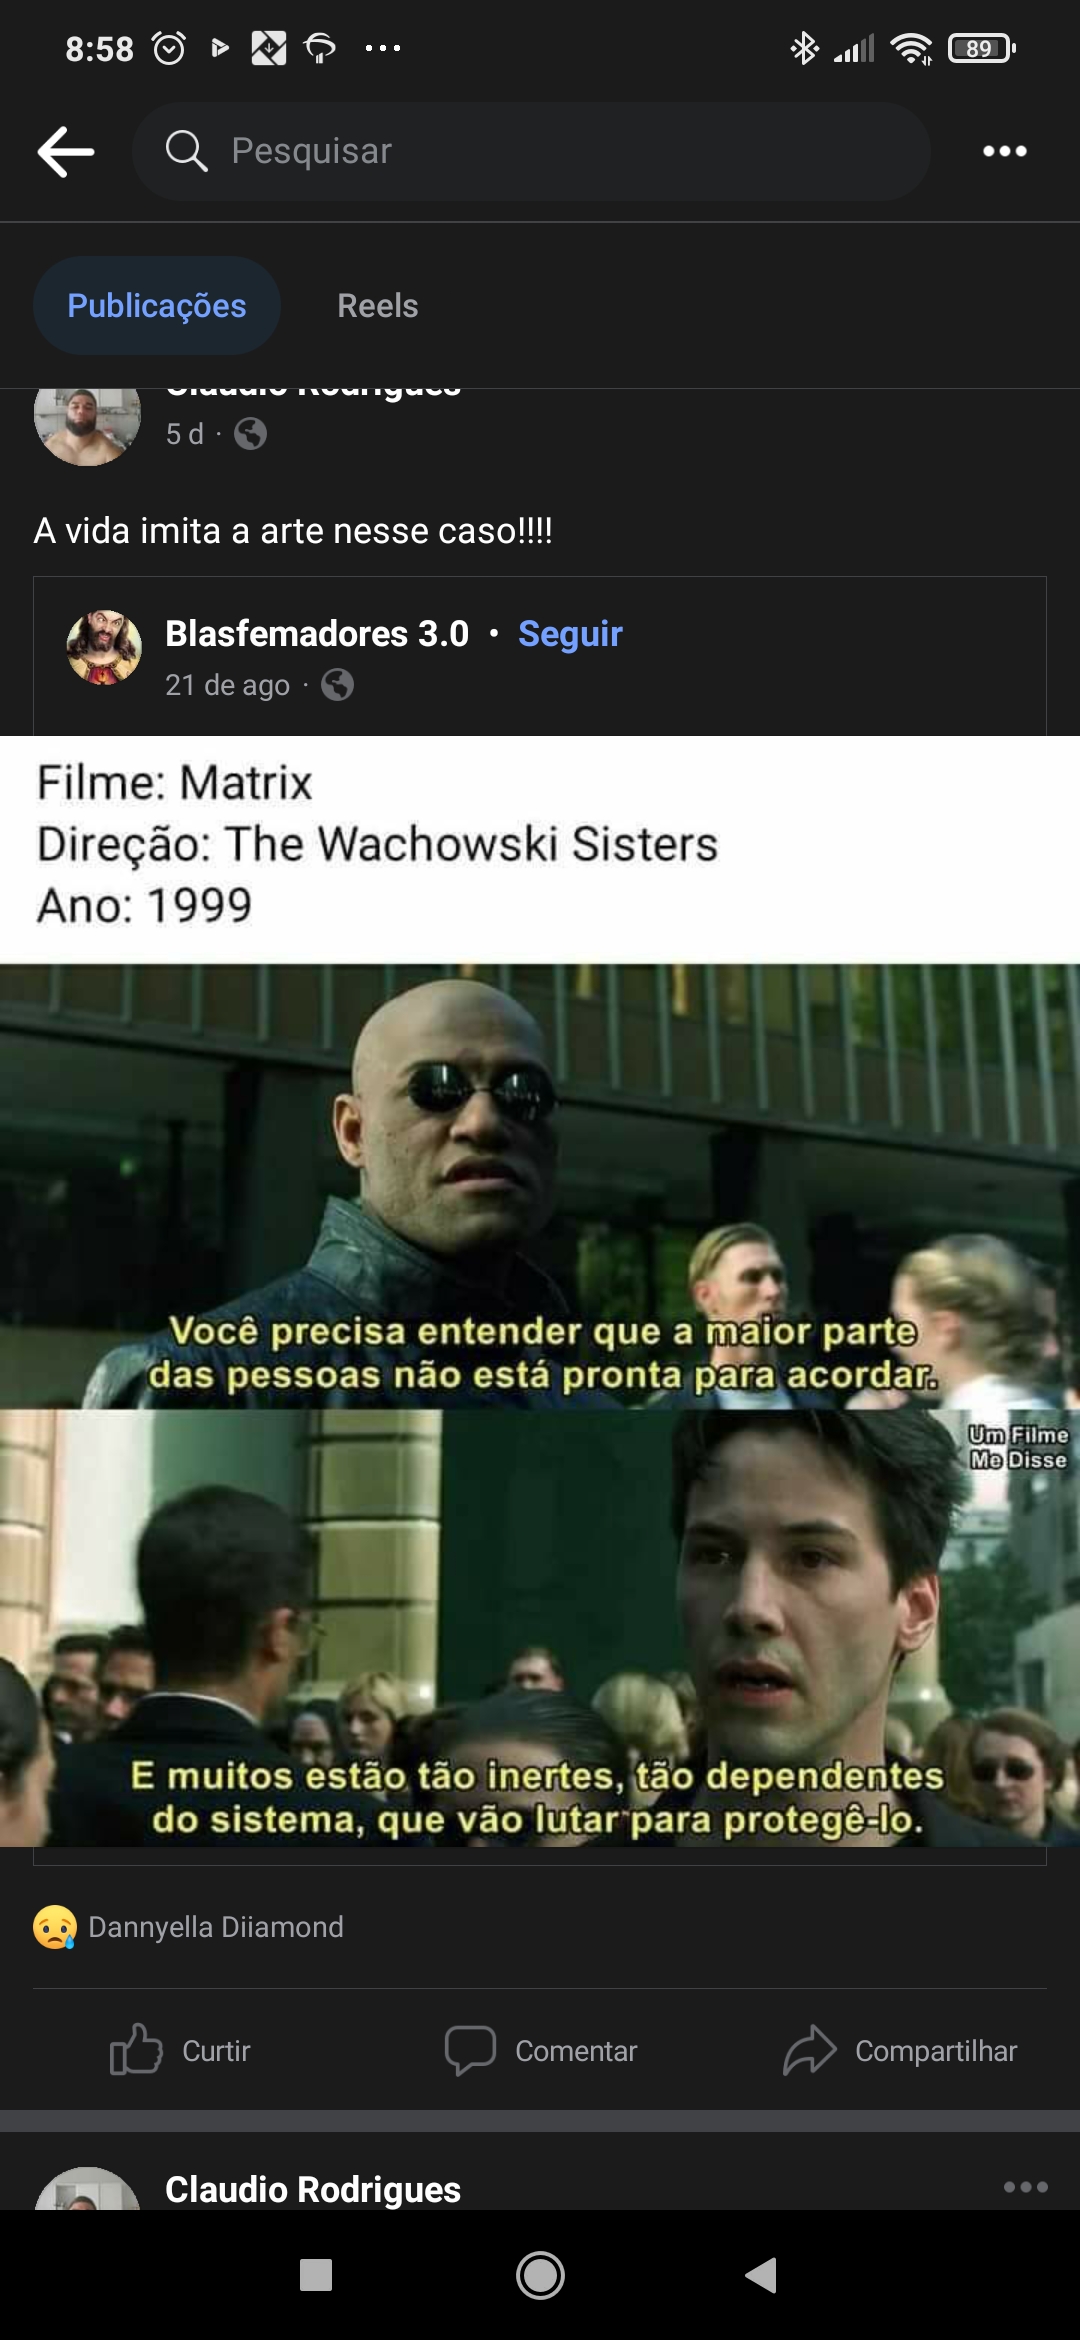 8:58
89
Pesquisar
Publicações
Reels
Claudio Rodrigues
5 d ·
A vida imita a arte nesse caso!!!!
Blasfemadores 3.0 • Seguir
21 de ago ·
Filme: Matrix
Direção: The Wachowski Sisters
Ano: 1999
Você precisa entender que a maior parte
das pessoas não está pronta para acordar.
Um Filme
Me Disse
E muitos estão tão inertes, tão dependentes
do sistema, que vão lutar para protegê-lo.
Dannyella Diiamond
Curtir
Comentar
Compartilhar
Claudio Rodrigues